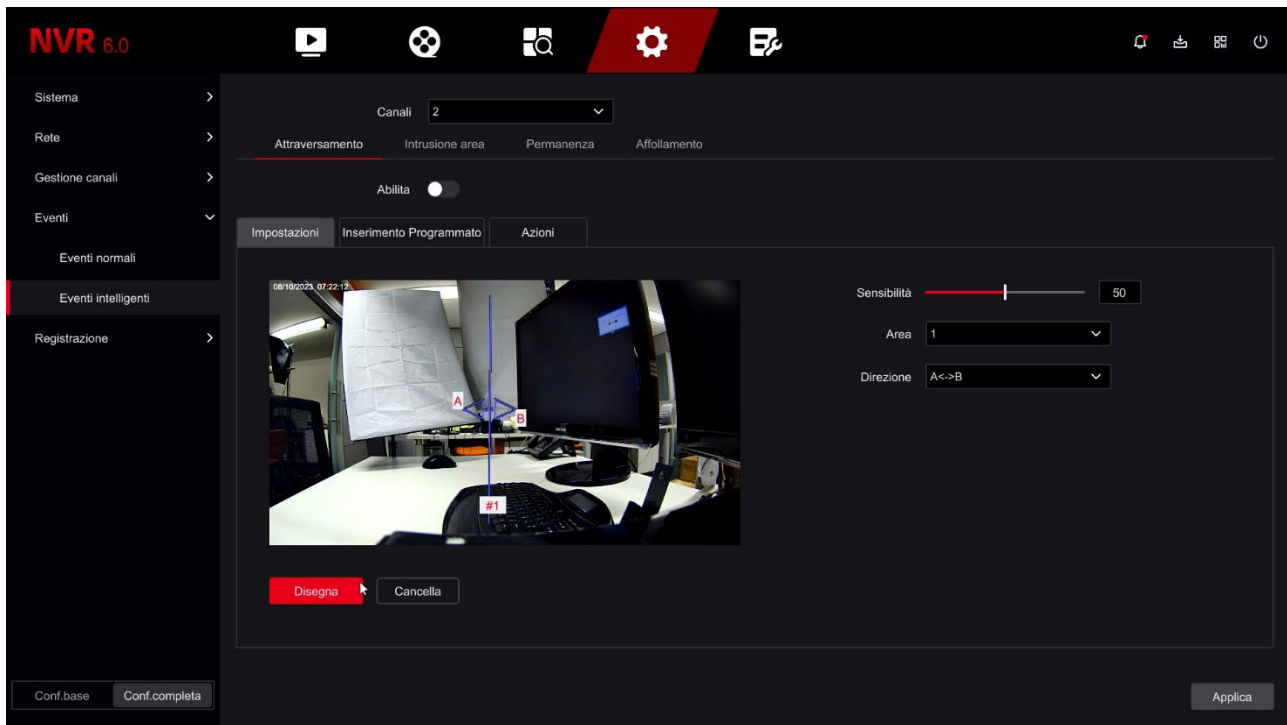 NVR 6.0
Sistema
Rete
Gestione canali
Eventi
Eventi normali
Eventi intelligenti
Registrazione
Conf.base Conf.completa
Canali 2
Attraversamento Intrusione area Permanenza Affollamento
Abilita
Impostazioni Inserimento Programmato Azioni
08/10/2023 07:22:12
A
B
#1
Sensibilità 50
Area 1
Direzione A<->B
Disegna Cancella
Applica